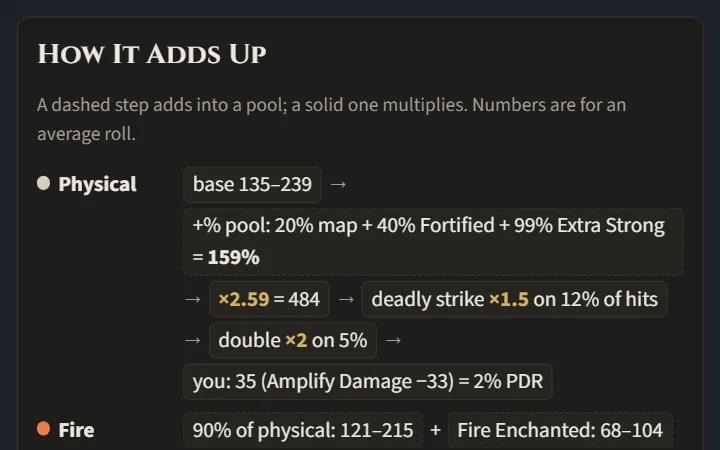 How It Adds Up
A dashed step adds into a pool; a solid one multiplies. Numbers are for an
average roll.
Physical
base 135–239 →
+% pool: 20% map + 40% Fortified + 99% Extra Strong
= 159%
→ ×2.59 = 484 → deadly strike ×1.5 on 12% of hits
→ double ×2 on 5% →
you: 35 (Amplify Damage −33) = 2% PDR
Fire
90% of physical: 121–215 + Fire Enchanted: 68–104